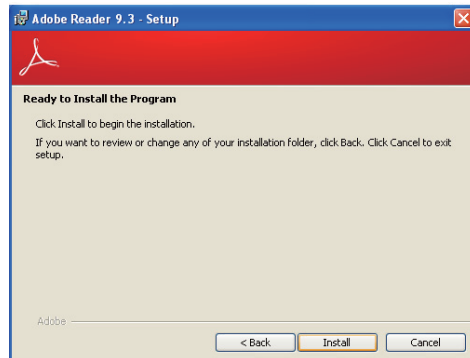 Adobe Reader 9.3 - Setup
Ready to Install the Program
Click Install to begin the installation.
If you want to review or change any of your installation folder, click Back. Click Cancel to exit
setup.
Adobe
< Back Install Cancel